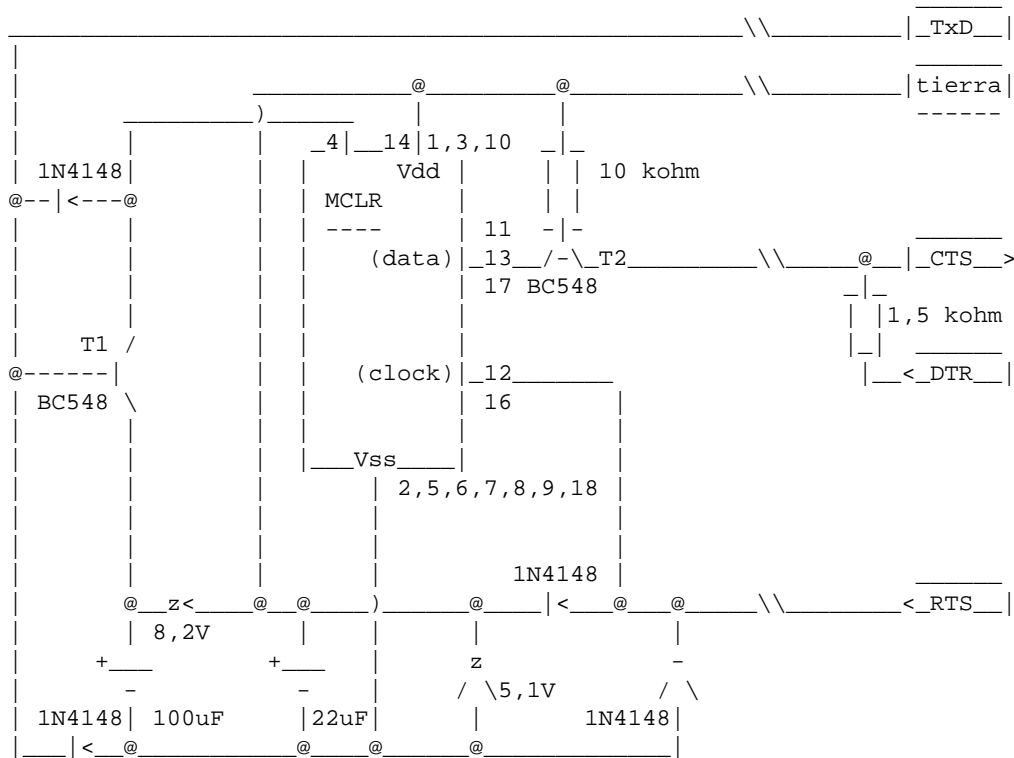 TxD
tierra
4 14 1,3,10
1N4148 Vdd 10 kohm
MCLR
11
(data) 13 T2 CTS
17 BC548
1,5 kohm
T1
(clock) 12 DTR
BC548 16
Vss
2,5,6,7,8,9,18
1N4148
z RTS
8,2V
+ +
z
5,1V
1N4148 100uF 22uF 1N4148